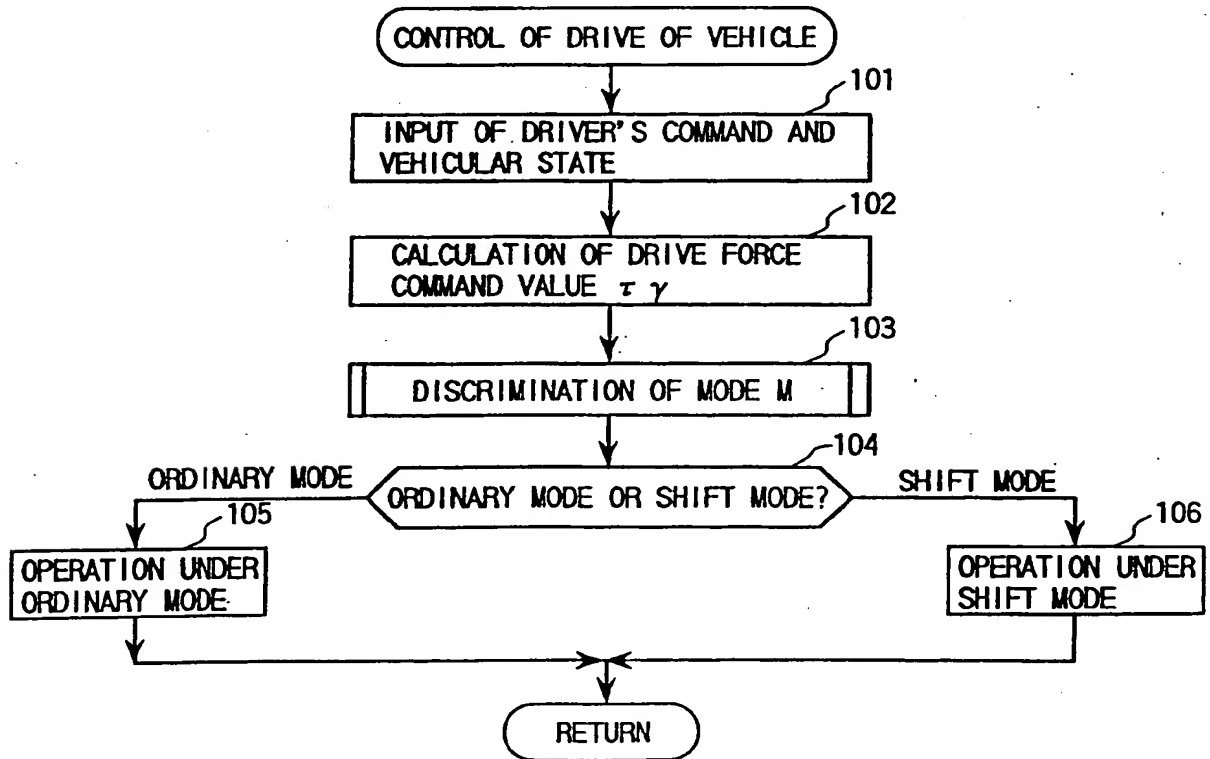 CONTROL OF DRIVE OF VEHICLE
101
INPUT OF DRIVER'S COMMAND AND
VEHICULAR STATE
102
CALCULATION OF DRIVE FORCE
COMMAND VALUE τ γ
103
DISCRIMINATION OF MODE M
104
ORDINARY MODE
ORDINARY MODE OR SHIFT MODE?
SHIFT MODE
105
OPERATION UNDER
ORDINARY MODE
106
OPERATION UNDER
SHIFT MODE
RETURN